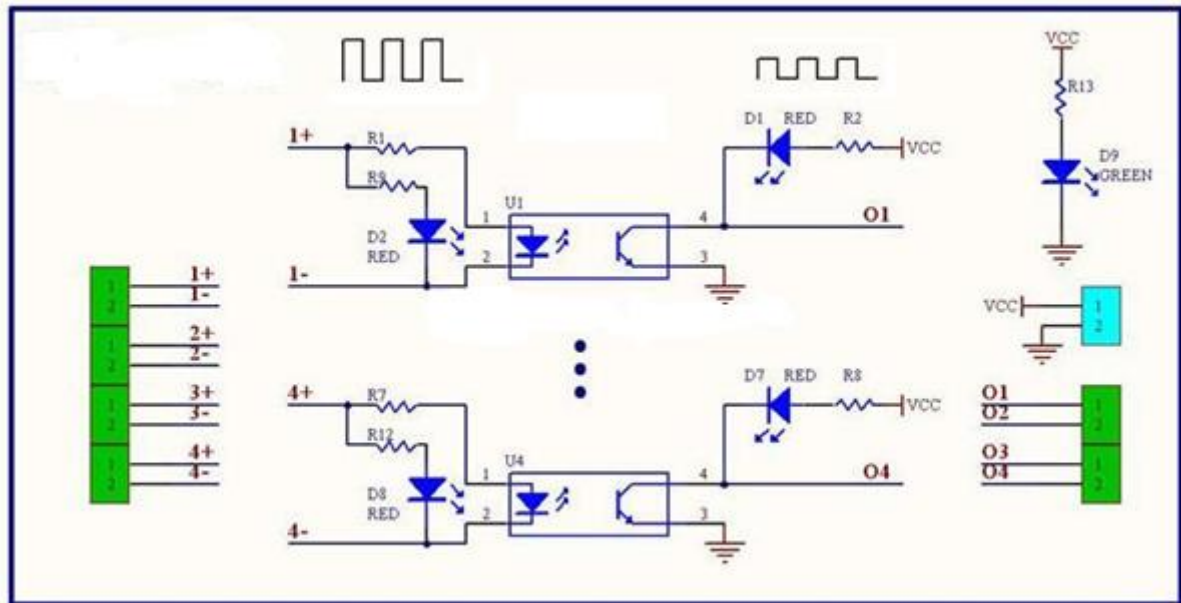 VCC
R13
D9
GREEN
1+
R1
R9
D2
RED
1-
U1
1
2
4
3
D1 RED R2
VCC
O1
1 1+
2 1-
1 2+
2 2-
1 3+
2 3-
1 4+
2 4-
4+
R7
R12
D8
RED
4-
U4
1
2
4
3
D7 RED R8
VCC
O4
VCC 1
2
O1 1
O2 2
O3 1
O4 2